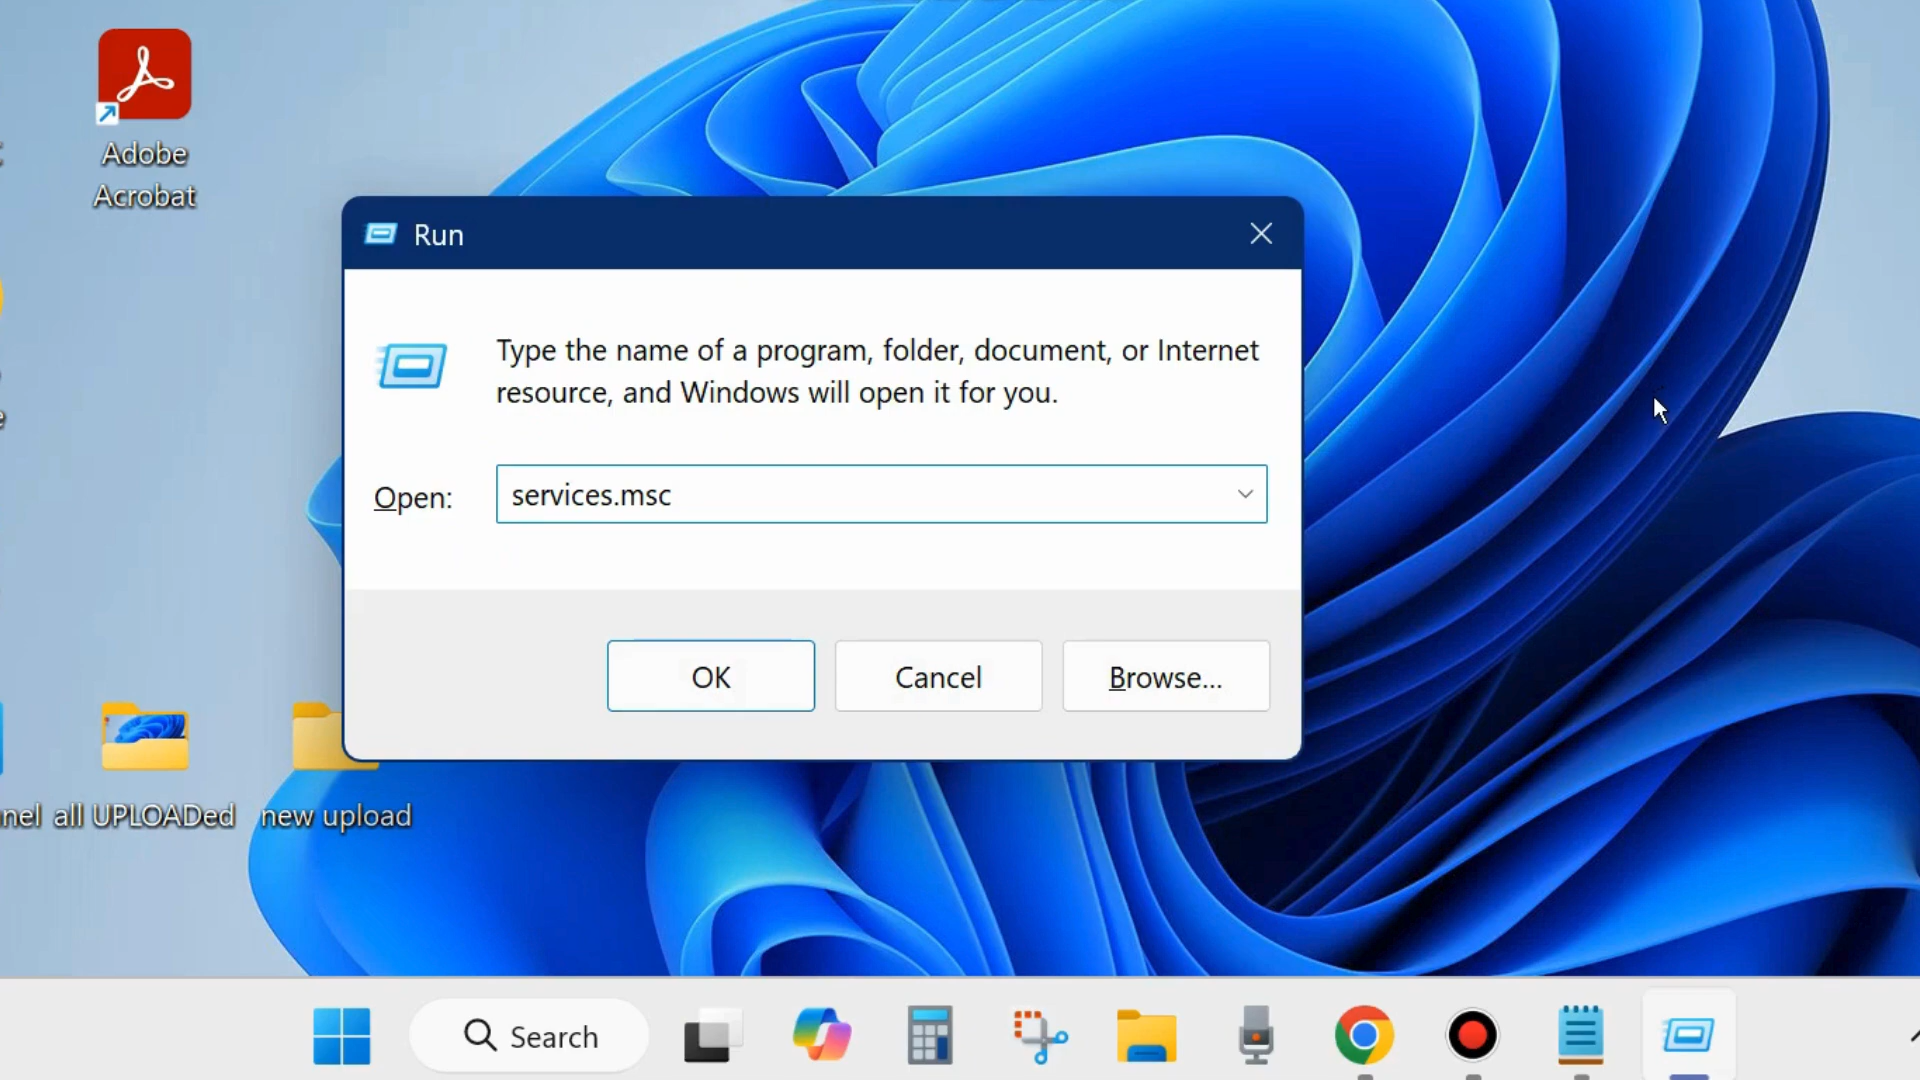 Adobe
Acrobat
Run
Type the name of a program, folder, document, or Internet
resource, and Windows will open it for you.
Open:
services.msc
OK
Cancel
Browse...
nel
all UPLOADed
new upload
Search